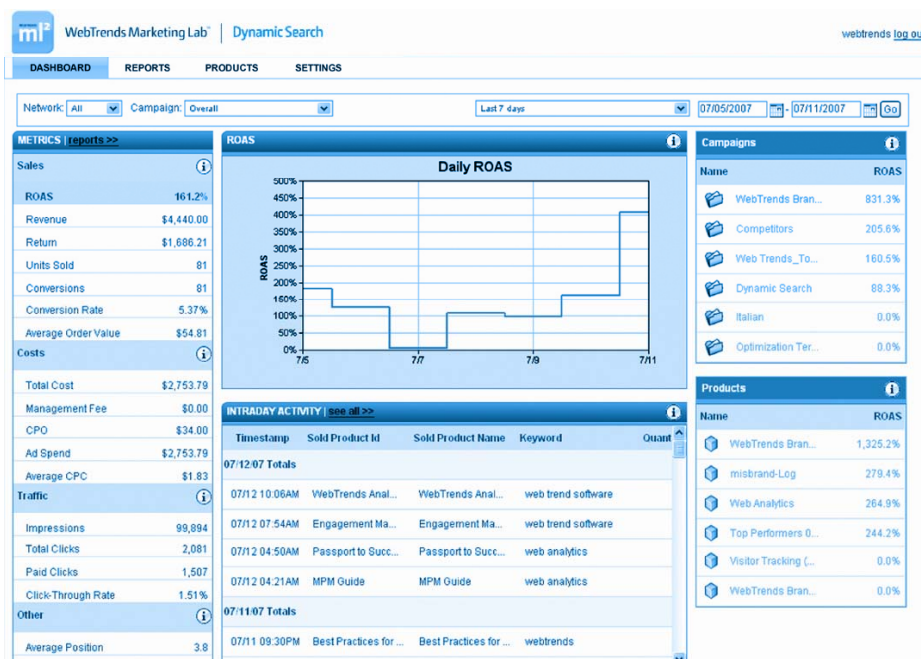 ml²
WebTrends Marketing Lab
Dynamic Search
webtrends log ou
DASHBOARD REPORTS PRODUCTS SETTINGS
Network: All Campaign: Overall Last 7 days 07/05/2007 - 07/11/2007 Go
METRICS | reports >>
Sales
ROAS 161.2%
Revenue $4,440.00
Return $1,686.21
Units Sold 81
Conversions 81
Conversion Rate 5.37%
Average Order Value $54.81
Costs
Total Cost $2,753.79
Management Fee $0.00
CPO $34.00
Ad Spend $2,753.79
Average CPC $1.83
Traffic
Impressions 99,894
Total Clicks 2,081
Paid Clicks 1,507
Click-Through Rate 1.51%
Other
Average Position 3.8
ROAS
Daily ROAS
500%
450%
400%
350%
300%
250%
200%
150%
100%
50%
0%
ROAS
7/5 7/7 7/9 7/11
INTRADAY ACTIVITY | see all >>
Timestamp Sold Product Id Sold Product Name Keyword Quant
07/12/07 Totals
07/12 10:06AM WebTrends Anal... WebTrends Anal... web trend software
07/12 07:54AM Engagement Ma... Engagement Ma... web trend software
07/12 04:50AM Passport to Succ... Passport to Succ... web analytics
07/12 04:21AM MPM Guide MPM Guide web analytics
07/11/07 Totals
07/11 09:30PM Best Practices for ... Best Practices for ... webtrends
Campaigns
Name ROAS
WebTrends Bran... 831.3%
Competitors 205.6%
Web Trends_To... 160.5%
Dynamic Search 88.3%
Italian 0.0%
Optimization Ter... 0.0%
Products
Name ROAS
WebTrends Bran... 1,325.2%
misbrand-Log 279.4%
Web Analytics 264.9%
Top Performers 0... 244.2%
Visitor Tracking (... 0.0%
WebTrends Bran... 0.0%